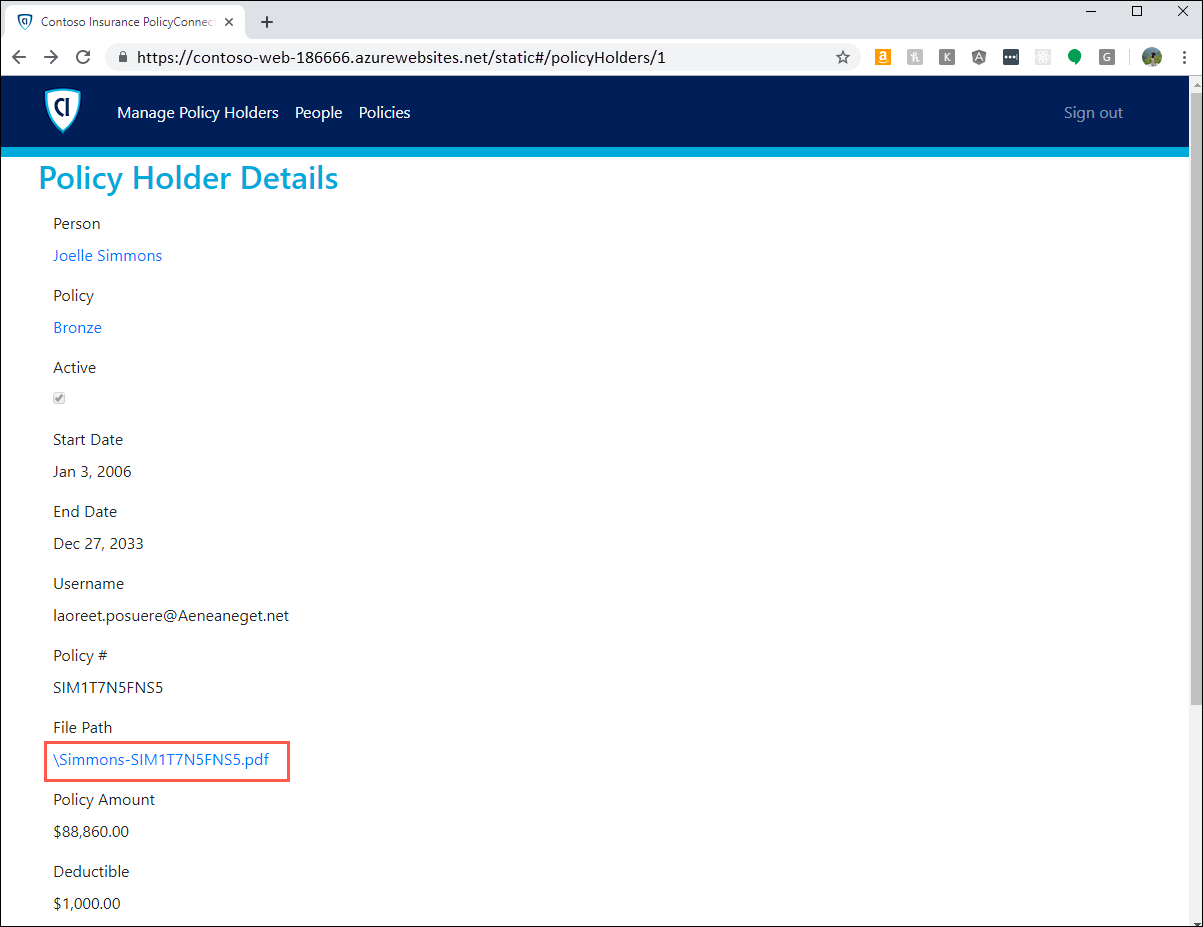 Contoso Insurance PolicyConnec
https://contoso-web-186666.azurewebsites.net/static#/policyHolders/1
CI
Manage Policy Holders People Policies Sign out
Policy Holder Details
Person
Joelle Simmons
Policy
Bronze
Active
Start Date
Jan 3, 2006
End Date
Dec 27, 2033
Username
laoreet.posuere@Aeneaneget.net
Policy #
SIM1T7N5FNS5
File Path
\Simmons-SIM1T7N5FNS5.pdf
Policy Amount
$88,860.00
Deductible
$1,000.00